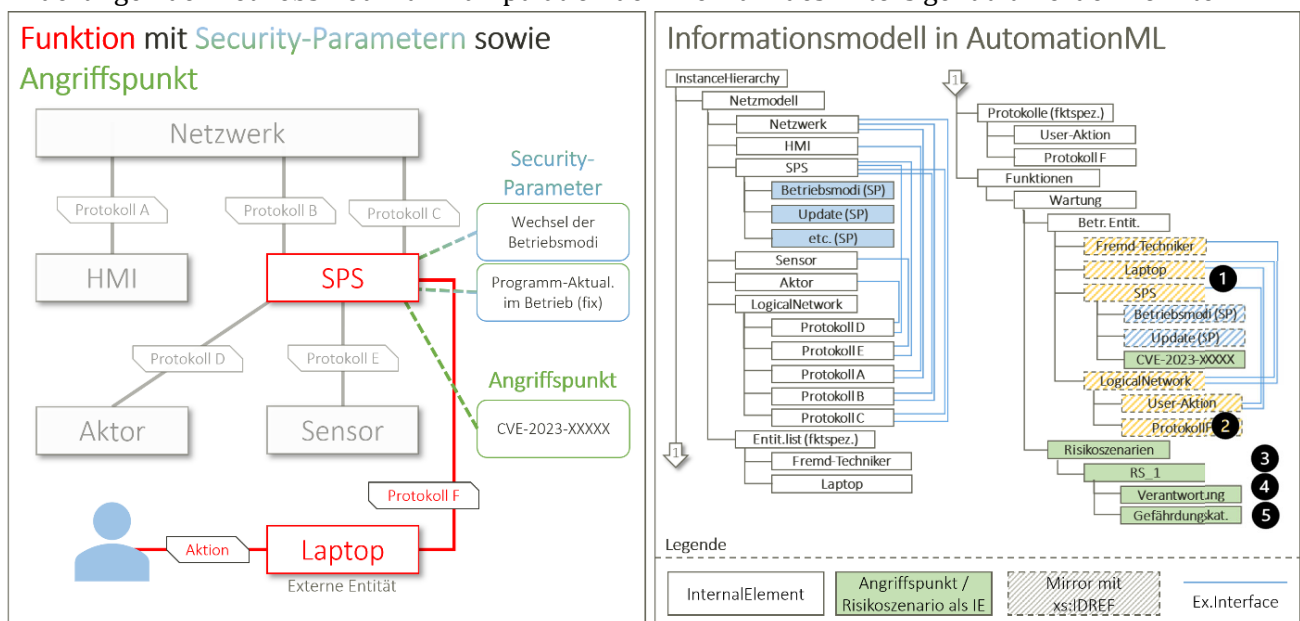 Funktion mit Security-Parametern sowie
Angriffspunkt
Netzwerk
Protokoll A
Protokoll B
Protokoll C
HMI
SPS
Protokoll D
Protokoll E
Aktor
Sensor
Security-
Parameter
Wechsel der
Betriebsmodi
Programm-Aktual.
im Betrieb (fix)
Angriffspunkt
CVE-2023-XXXXX
Protokoll F
Aktion
Laptop
Externe Entität
Informationsmodell in AutomationML
InstanceHierarchy
Netzmodell
Netzwerk
HMI
SPS
Betriebsmodi (SP)
Update (SP)
etc. (SP)
Sensor
Aktor
LogicalNetwork
Protokoll D
Protokoll E
Protokoll A
Protokoll B
Protokoll C
Entit.list (fktspez.)
Fremd-Techniker
Laptop
1
1
Protokolle (fktspez.)
User-Aktion
Protokoll F
Funktionen
Wartung
Betr. Entit.
Fremd-Techniker
Laptop
1
SPS
Betriebsmodi (SP)
Update (SP)
CVE-2023-XXXXX
LogicalNetwork
User-Aktion
Protokoll
2
Risikoszenarien
3
RS_1
4
Verantwortung
Gefährdungskat.
5
Legende
InternalElement
Angriffspunkt /
Risikoszenario als IE
Mirror mit
xs:IDREF
Ex.Interface